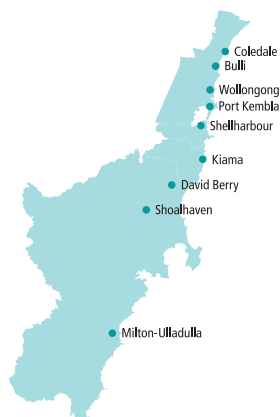 Coledale
Bulli
Wollongong
Port Kembla
Shellharbour
Kiama
David Berry
Shoalhaven
Milton-Ulladulla